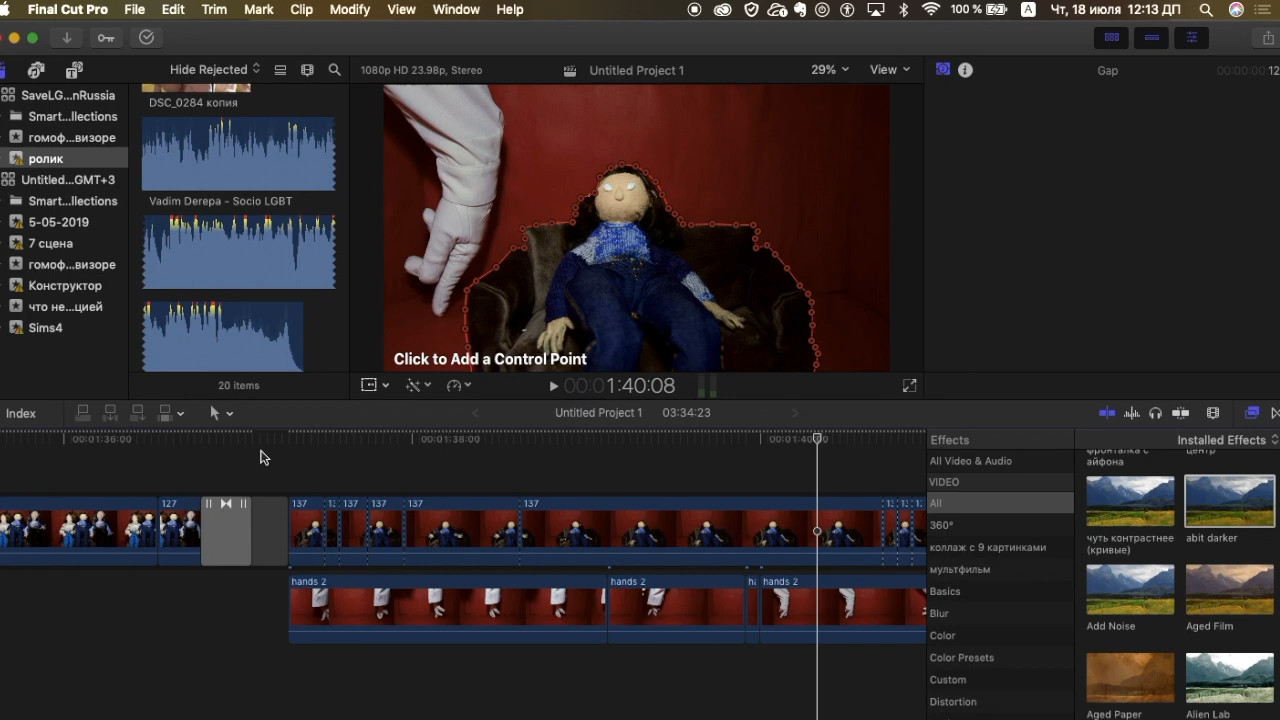 Final Cut Pro File Edit Trim Mark Clip Modify View Window Help 100 % A Чт, 18 июля 12:13 ДП
Hide Rejected 1080p HD 23.98p, Stereo Untitled Project 1 29% View Gap 00:00:00:12
SaveLG...nRussia
Smart...llections
гомоф...визоре
ролик
Untitled...GMT+3
Smart...llections
5-05-2019
7 сцена
гомоф...визоре
Конструктор
что не...цией
Sims4
DSC_0284 копия
Vadim Derepa - Socio LGBT
20 items
Click to Add a Control Point
00:01:40:08
Index Untitled Project 1 03:34:23
00:01:36:00 00:01:38:00 00:01:40:00
127 137 137 137 137 137
hands 2 hands 2 hands 2
Effects
All Video & Audio
VIDEO
All
360°
коллаж с 9 картинками
мультфильм
Basics
Blur
Color
Color Presets
Custom
Distortion
Installed Effects
фронталка с айфона
центр
чуть контрастнее
(кривые)
abit darker
Add Noise
Aged Film
Aged Paper
Alien Lab